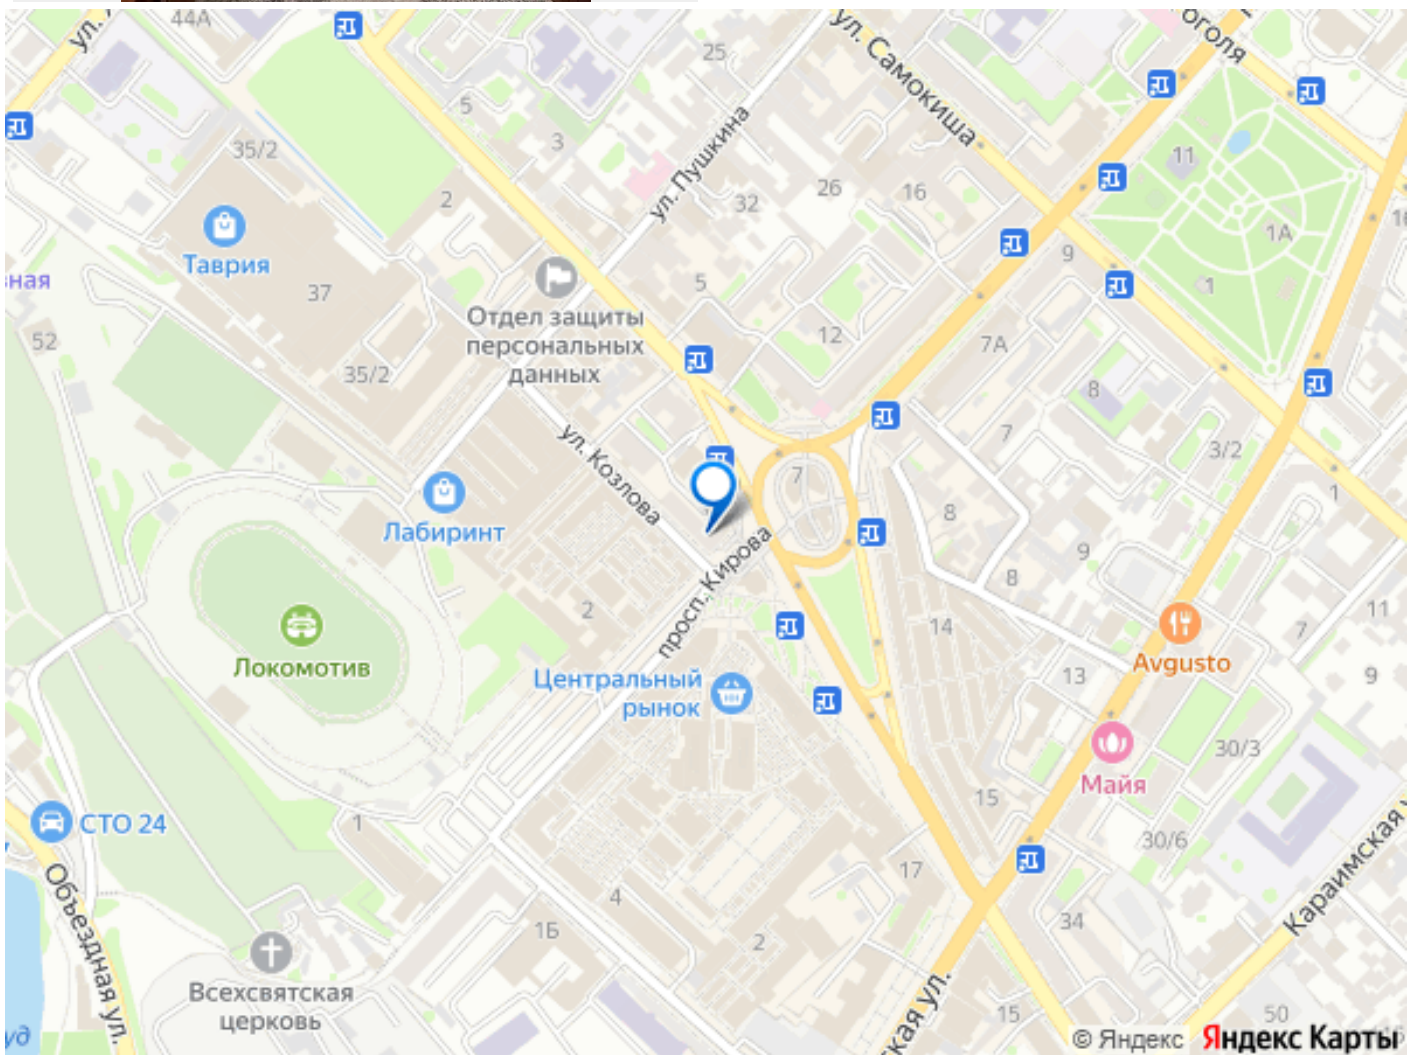 44А
ул.
25
ул. Самокиша
оголя
5
3
35/2
ул. Пушкина
11
2
32
26
16
1А
Таврия
9
ная
37
5
1
Отдел защиты
персональных
данных
12
7А
52
35/2
8
7
3/2
ул. Козлова
7
1
8
Лабиринт
просп. Кирова
9
8
2
11
14
7
Локомотив
Avgusto
Центральный
рынок
13
9
30/3
Майя
15
СТО 24
1
30/6
17
Караимская
Объездная ул.
4
34
1Б
2
Всехсвятская
церковь
кая ул.
15
50
уд
© Яндекс Яндекс Карты